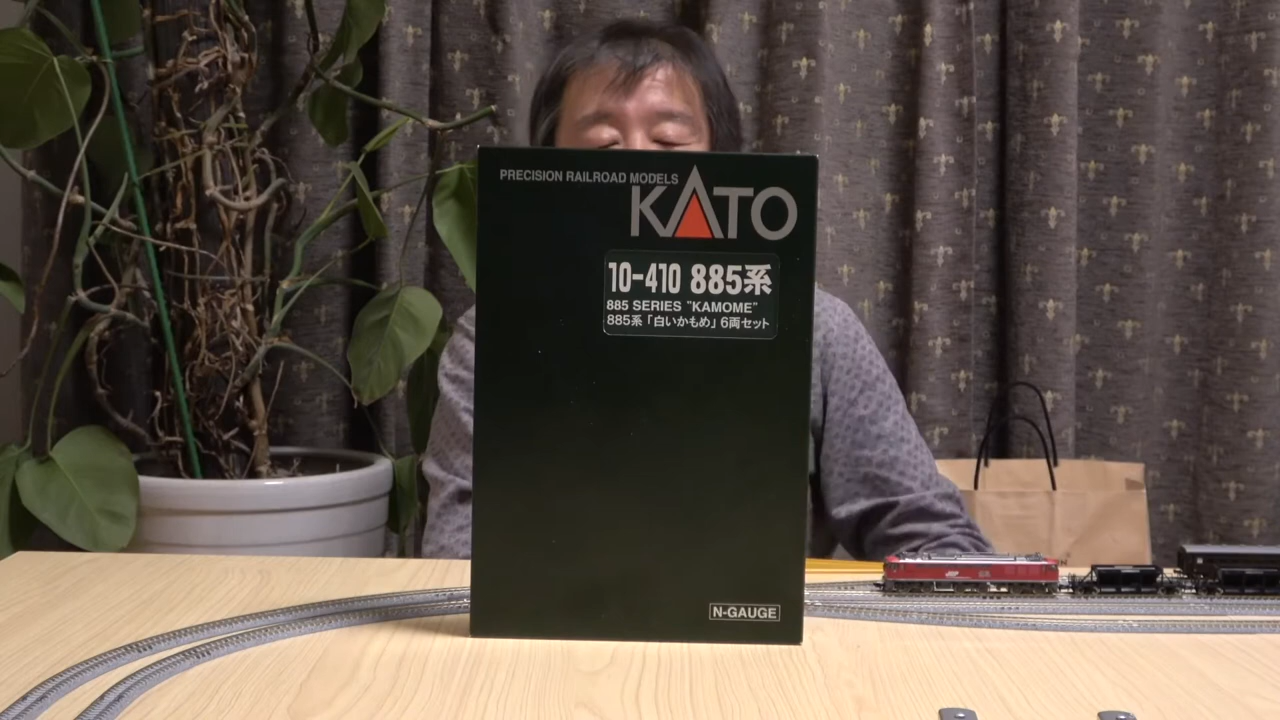 PRECISION RAILROAD MODELS
KATO
10-410 885系
885 SERIES "KAMOME"
885系「白いかもめ」6両セット
N-GAUGE